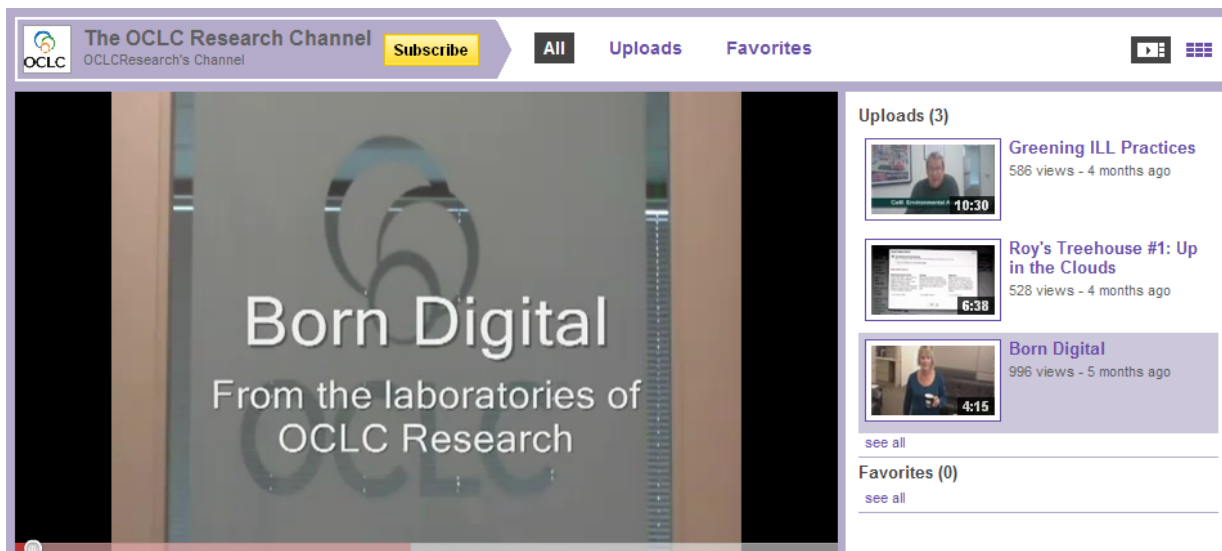 OCLC
The OCLC Research Channel
OCLCResearch's Channel
Subscribe
All
Uploads
Favorites
Born Digital
From the laboratories of
OCLC Research
OCLC
Uploads (3)
10:30
Greening ILL Practices
586 views - 4 months ago
6:38
Roy's Treehouse #1: Up
in the Clouds
528 views - 4 months ago
4:15
Born Digital
996 views - 5 months ago
see all
Favorites (0)
see all